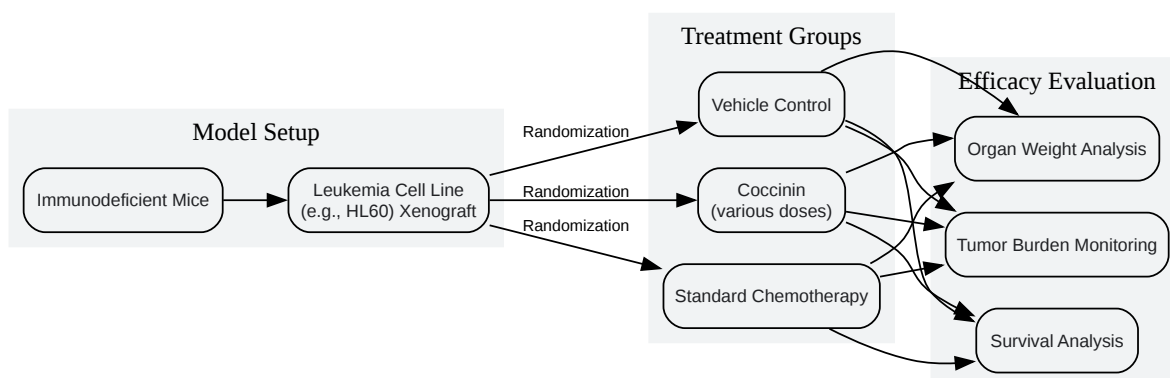 Model Setup
Immunodeficient Mice
Leukemia Cell Line
(e.g., HL60) Xenograft
Randomization
Randomization
Randomization
Treatment Groups
Vehicle Control
Coccinin
(various doses)
Standard Chemotherapy
Efficacy Evaluation
Organ Weight Analysis
Tumor Burden Monitoring
Survival Analysis